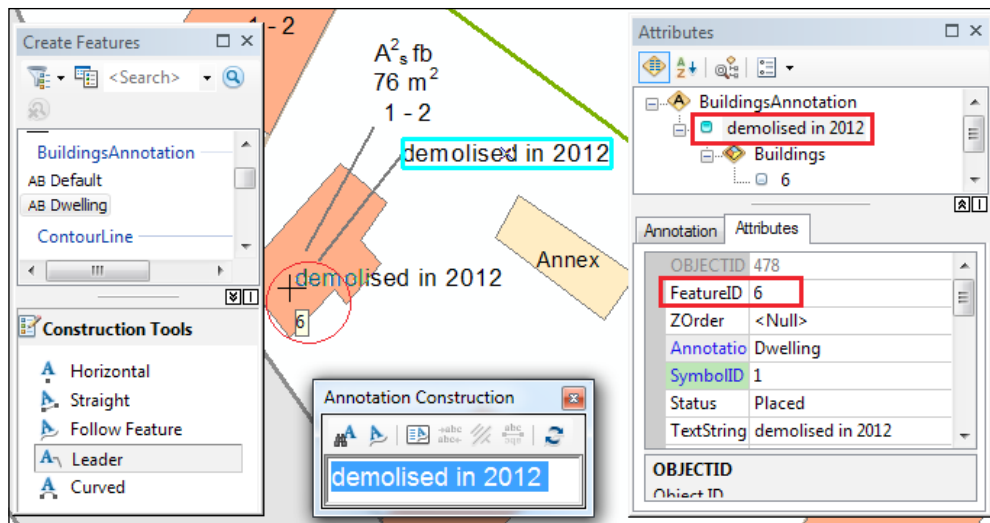 1 - 2
A²s fb
76 m²
1 - 2
demolised in 2012
demolised in 2012
Annex
6
Create Features
<Search>
BuildingsAnnotation
AB Default
AB Dwelling
ContourLine
Construction Tools
Horizontal
Straight
Follow Feature
Leader
Curved
Annotation Construction
demolised in 2012
Attributes
BuildingsAnnotation
demolised in 2012
Buildings
6
Annotation Attributes
OBJECTID 478
FeatureID 6
ZOrder <Null>
Annotatio Dwelling
SymbolID 1
Status Placed
TextString demolised in 2012
OBJECTID
Object ID